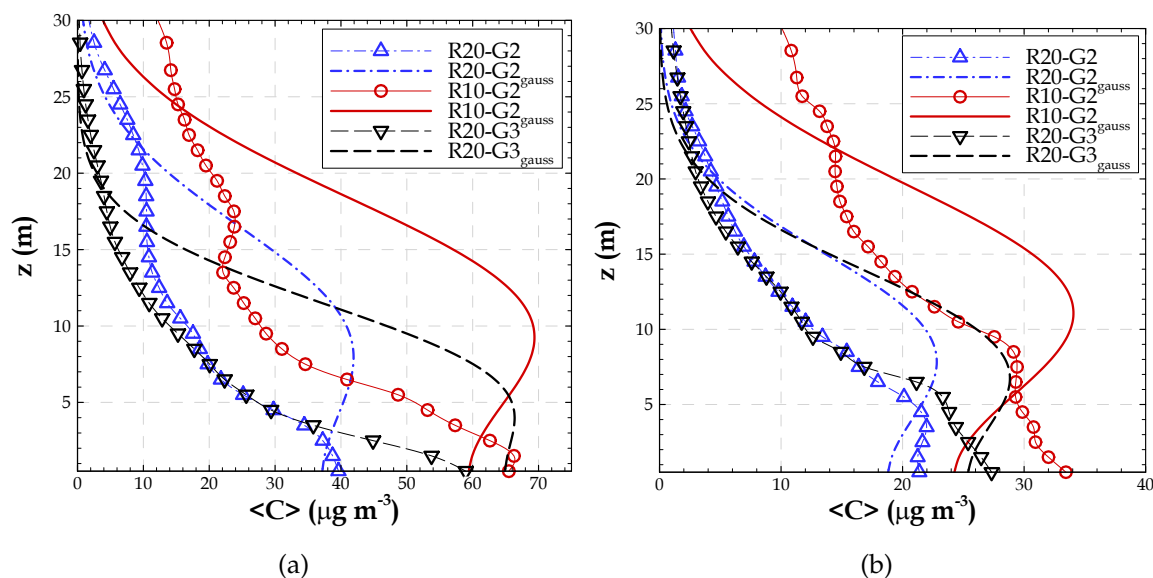 30
25
20
15
10
5
z (m)
0 10 20 30 40 50 60 70
<C> (μg m-3)
R20-G2
R20-G2gauss
R10-G2
R10-G2gauss
R20-G3
R20-G3gauss
(a)
30
25
20
15
10
5
z (m)
0 10 20 30 40
<C> (μg m-3)
R20-G2
R20-G2gauss
R10-G2
R10-G2gauss
R20-G3
R20-G3gauss
(b)